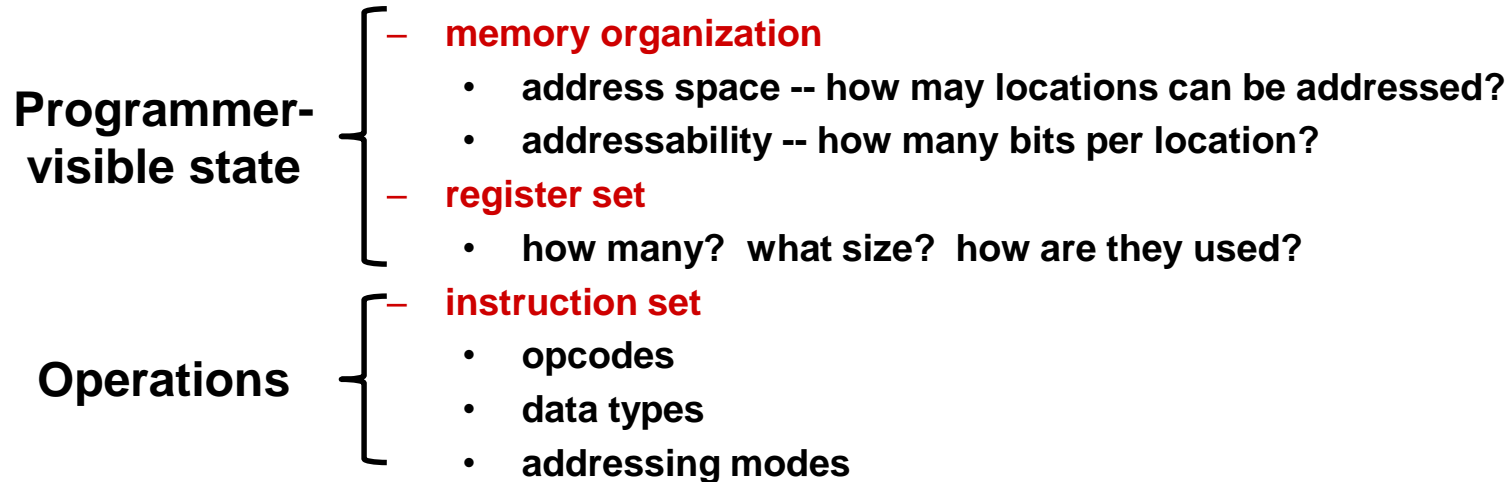 Programmer-
visible state
– memory organization
• address space -- how may locations can be addressed?
• addressability -- how many bits per location?
– register set
• how many? what size? how are they used?
Operations
– instruction set
• opcodes
• data types
• addressing modes